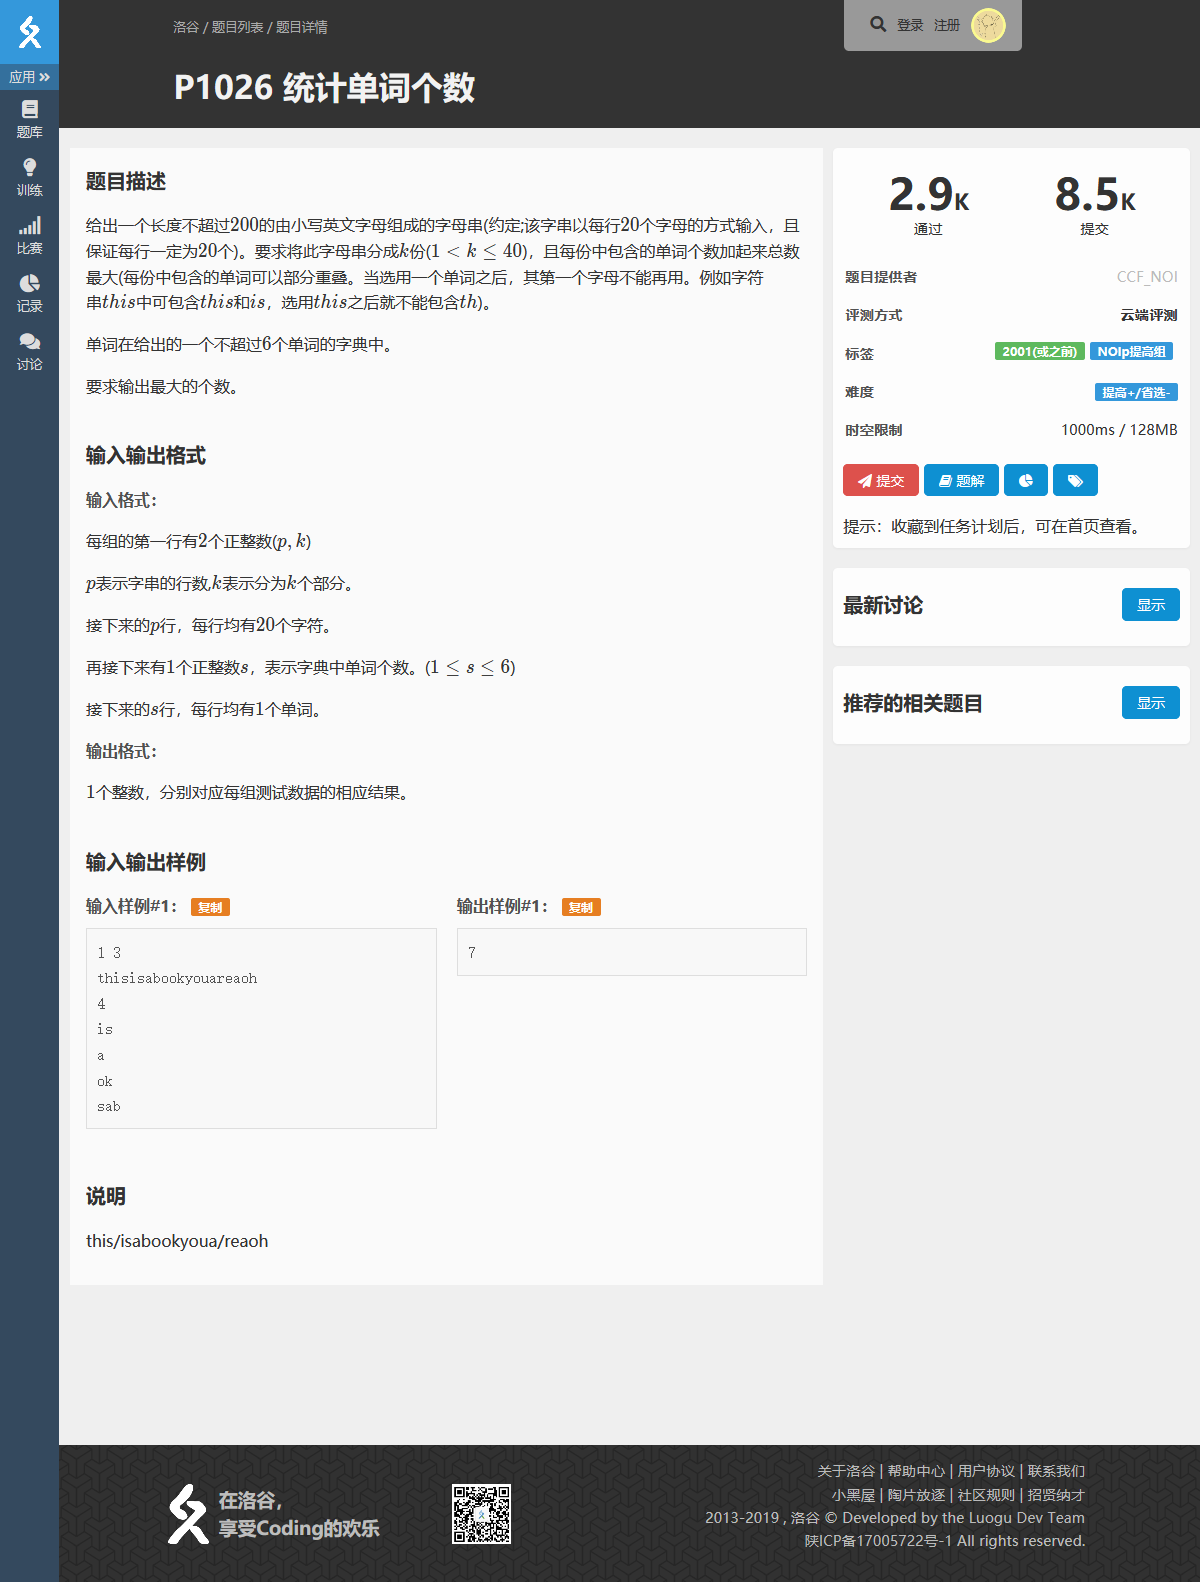 洛谷 / 题目列表 / 题目详情
登录 注册
P1026 统计单词个数
应用
题库
训练
比赛
记录
讨论
题目描述
给出一个长度不超过200的由小写英文字母组成的字母串(约定;该字串以每行20个字母的方式输入，且
保证每行一定为20个)。要求将此字母串分成k份(1 < k ≤ 40)，且每份中包含的单词个数加起来总数
最大(每份中包含的单词可以部分重叠。当选用一个单词之后，其第一个字母不能再用。例如字符
串this中可包含this和is，选用this之后就不能包含th)。
单词在给出的一个不超过6个单词的字典中。
要求输出最大的个数。
输入输出格式
输入格式：
每组的第一行有2个正整数(p, k)
p表示字串的行数,k表示分为k个部分。
接下来的p行，每行均有20个字符。
再接下来有1个正整数s，表示字典中单词个数。(1 ≤ s ≤ 6)
接下来的s行，每行均有1个单词。
输出格式：
1个整数，分别对应每组测试数据的相应结果。
输入输出样例
输入样例#1： 复制
1 3
thisisabookyouareaoh
4
is
a
ok
sab
输出样例#1： 复制
7
说明
this/isabookyoua/reaoh
2.9K 8.5K
通过 提交
题目提供者 CCF_NOI
评测方式 云端评测
标签 2001(或之前) NOIp提高组
难度 提高+/省选-
时空限制 1000ms / 128MB
提交 题解
提示：收藏到任务计划后，可在首页查看。
最新讨论 显示
推荐的相关题目 显示
在洛谷，
享受Coding的欢乐
关于洛谷 | 帮助中心 | 用户协议 | 联系我们
小黑屋 | 陶片放逐 | 社区规则 | 招贤纳才
2013-2019 , 洛谷 © Developed by the Luogu Dev Team
陕ICP备17005722号-1 All rights reserved.